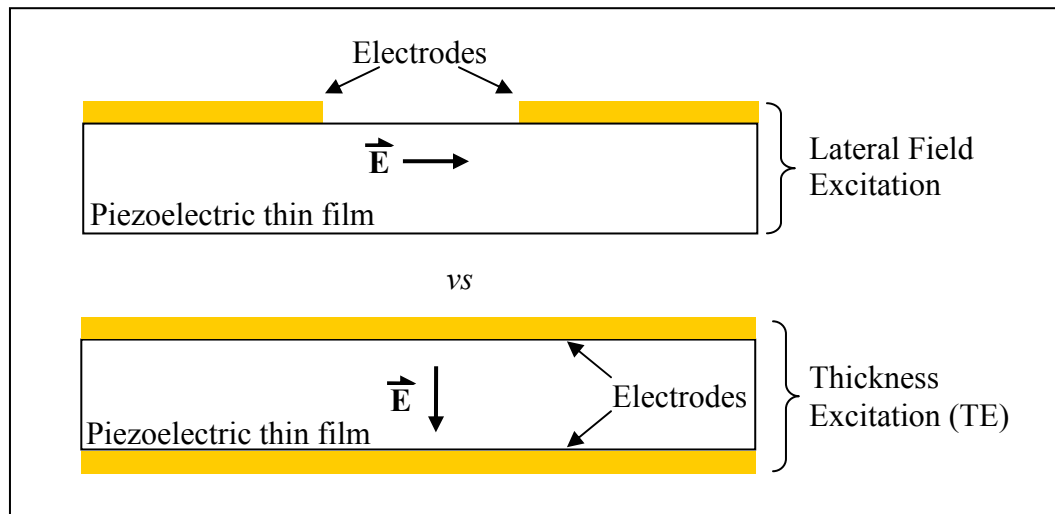 Electrodes
E
Lateral Field
Excitation
Piezoelectric thin film
vs
E
Electrodes
Thickness
Excitation (TE)
Piezoelectric thin film